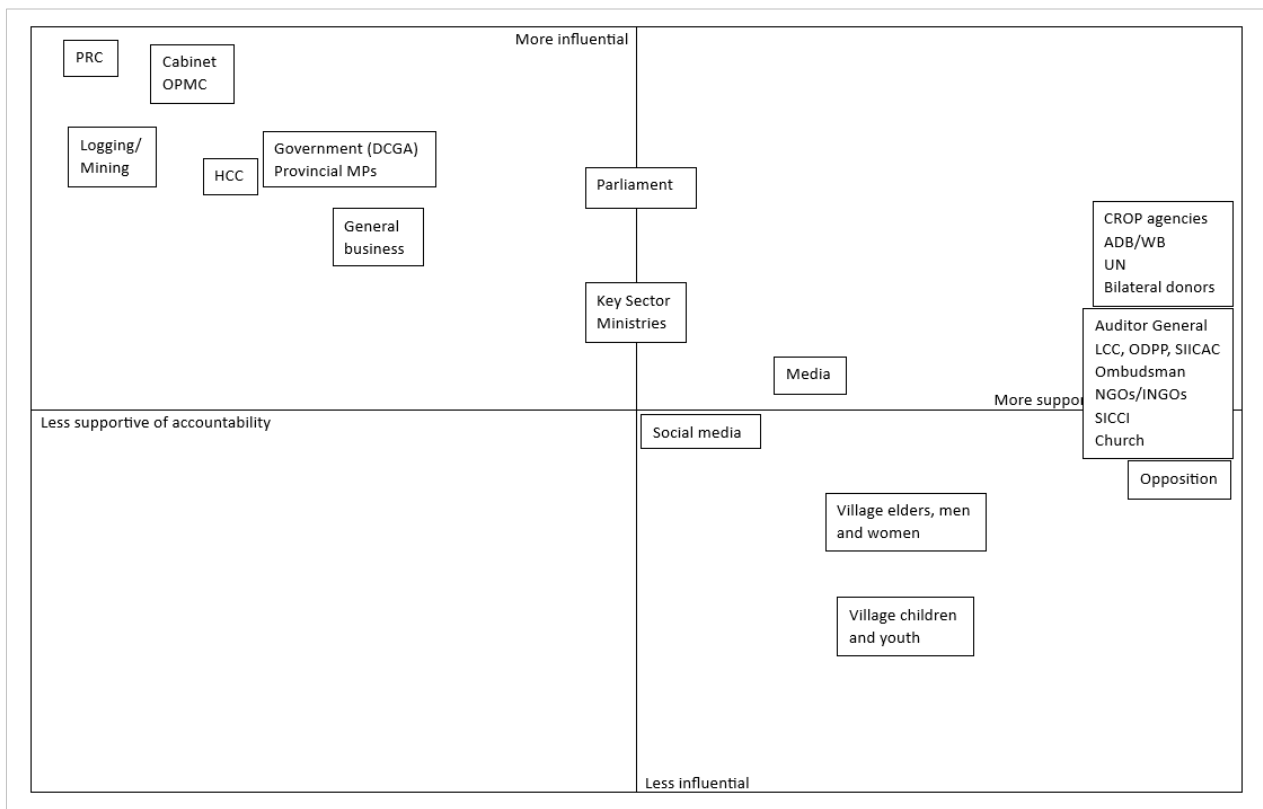 More influential
PRC
Cabinet
OPMC
Logging/
Mining
HCC
Government (DCGA)
Provincial MPs
General
business
Parliament
Key Sector
Ministries
CROP agencies
ADB/WB
UN
Bilateral donors
Auditor General
LCC, ODPP, SIICAC
Ombudsman
NGOs/INGOs
SICCI
Church
Media
More suppor
Less supportive of accountability
Social media
Opposition
Village elders, men
and women
Village children
and youth
Less influential